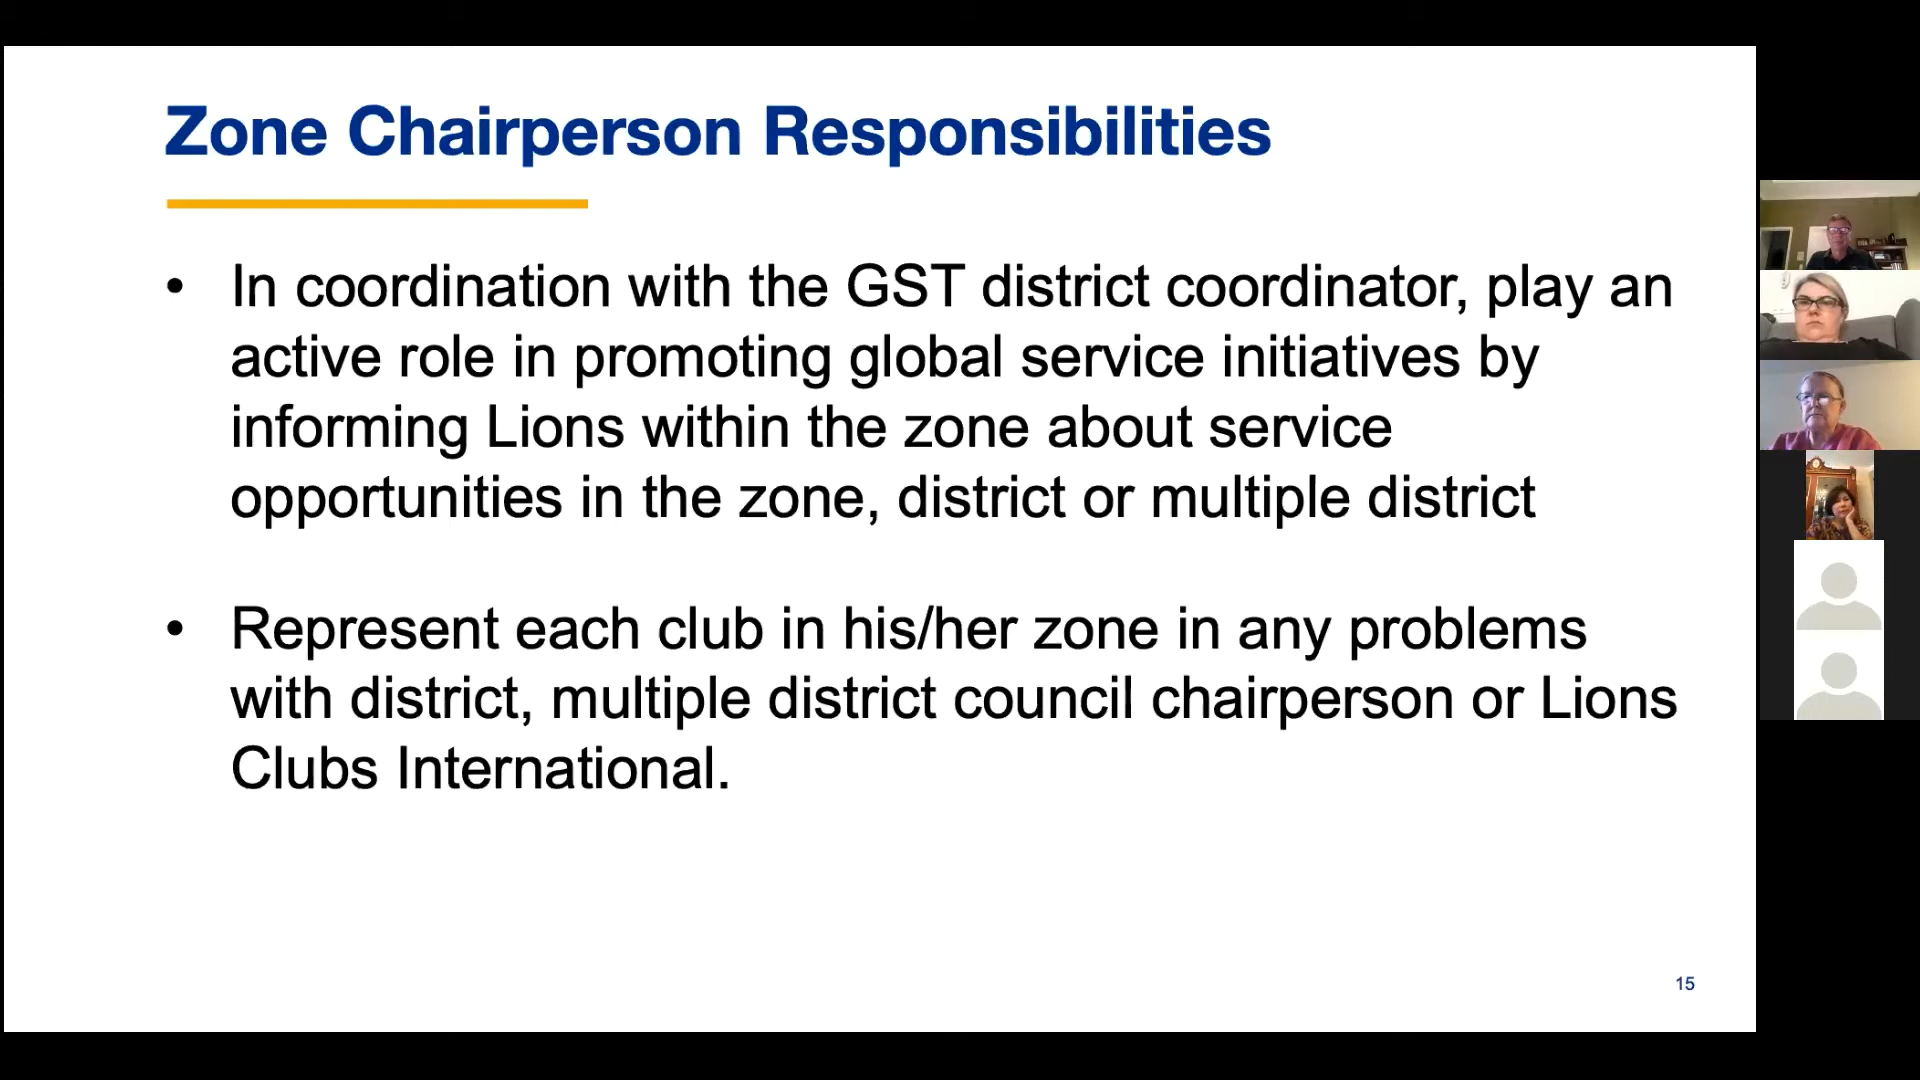 Zone Chairperson Responsibilities
• In coordination with the GST district coordinator, play an
active role in promoting global service initiatives by
informing Lions within the zone about service
opportunities in the zone, district or multiple district
• Represent each club in his/her zone in any problems
with district, multiple district council chairperson or Lions
Clubs International.
15